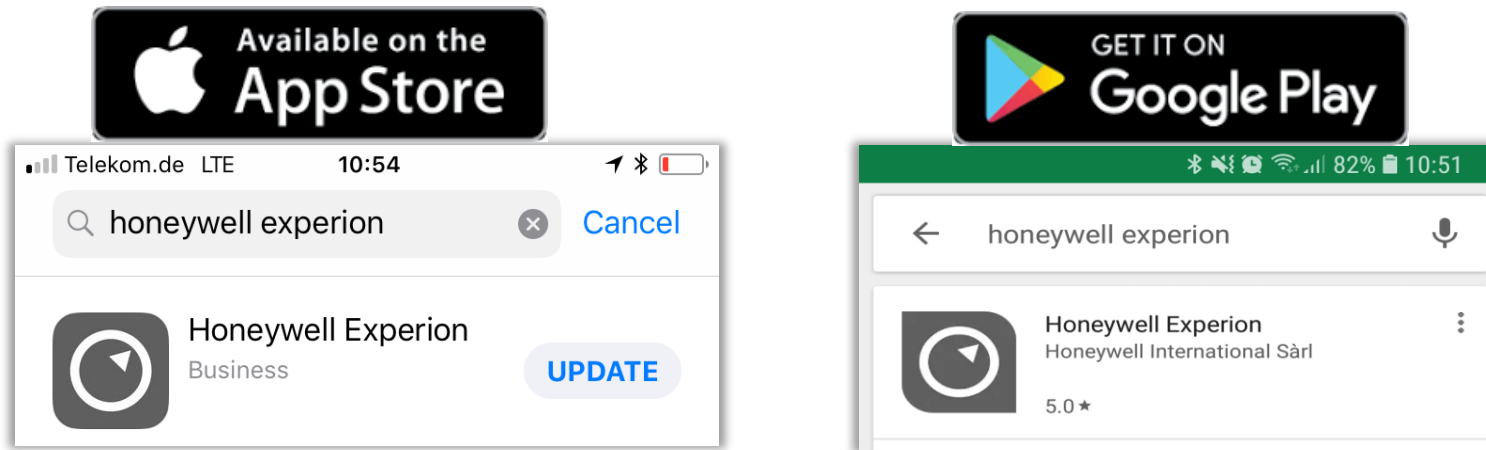 Available on the
App Store
Telekom.de LTE 10:54
honeywell experion Cancel
Honeywell Experion
Business
UPDATE
GET IT ON
Google Play
82% 10:51
honeywell experion
Honeywell Experion
Honeywell International Sàrl
5.0★